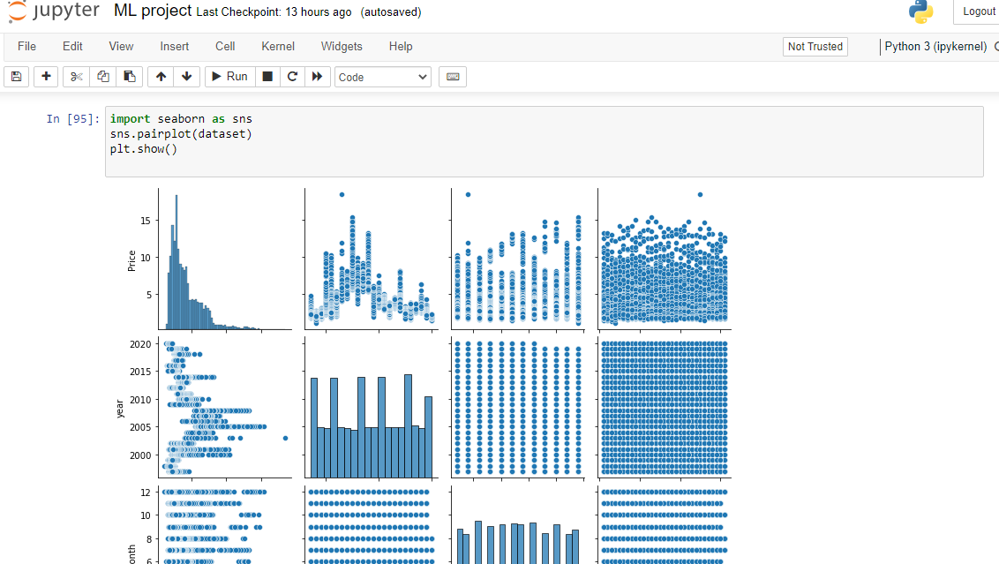 jupyter ML project Last Checkpoint: 13 hours ago (autosaved)
Logout
File Edit View Insert Cell Kernel Widgets Help
Not Trusted
Python 3 (ipykernel)
Run
Code
In [95]: import seaborn as sns
sns.pairplot(dataset)
plt.show()
15
10
5
Price
2020
2015
2010
2005
2000
year
12
10
8
6
onth